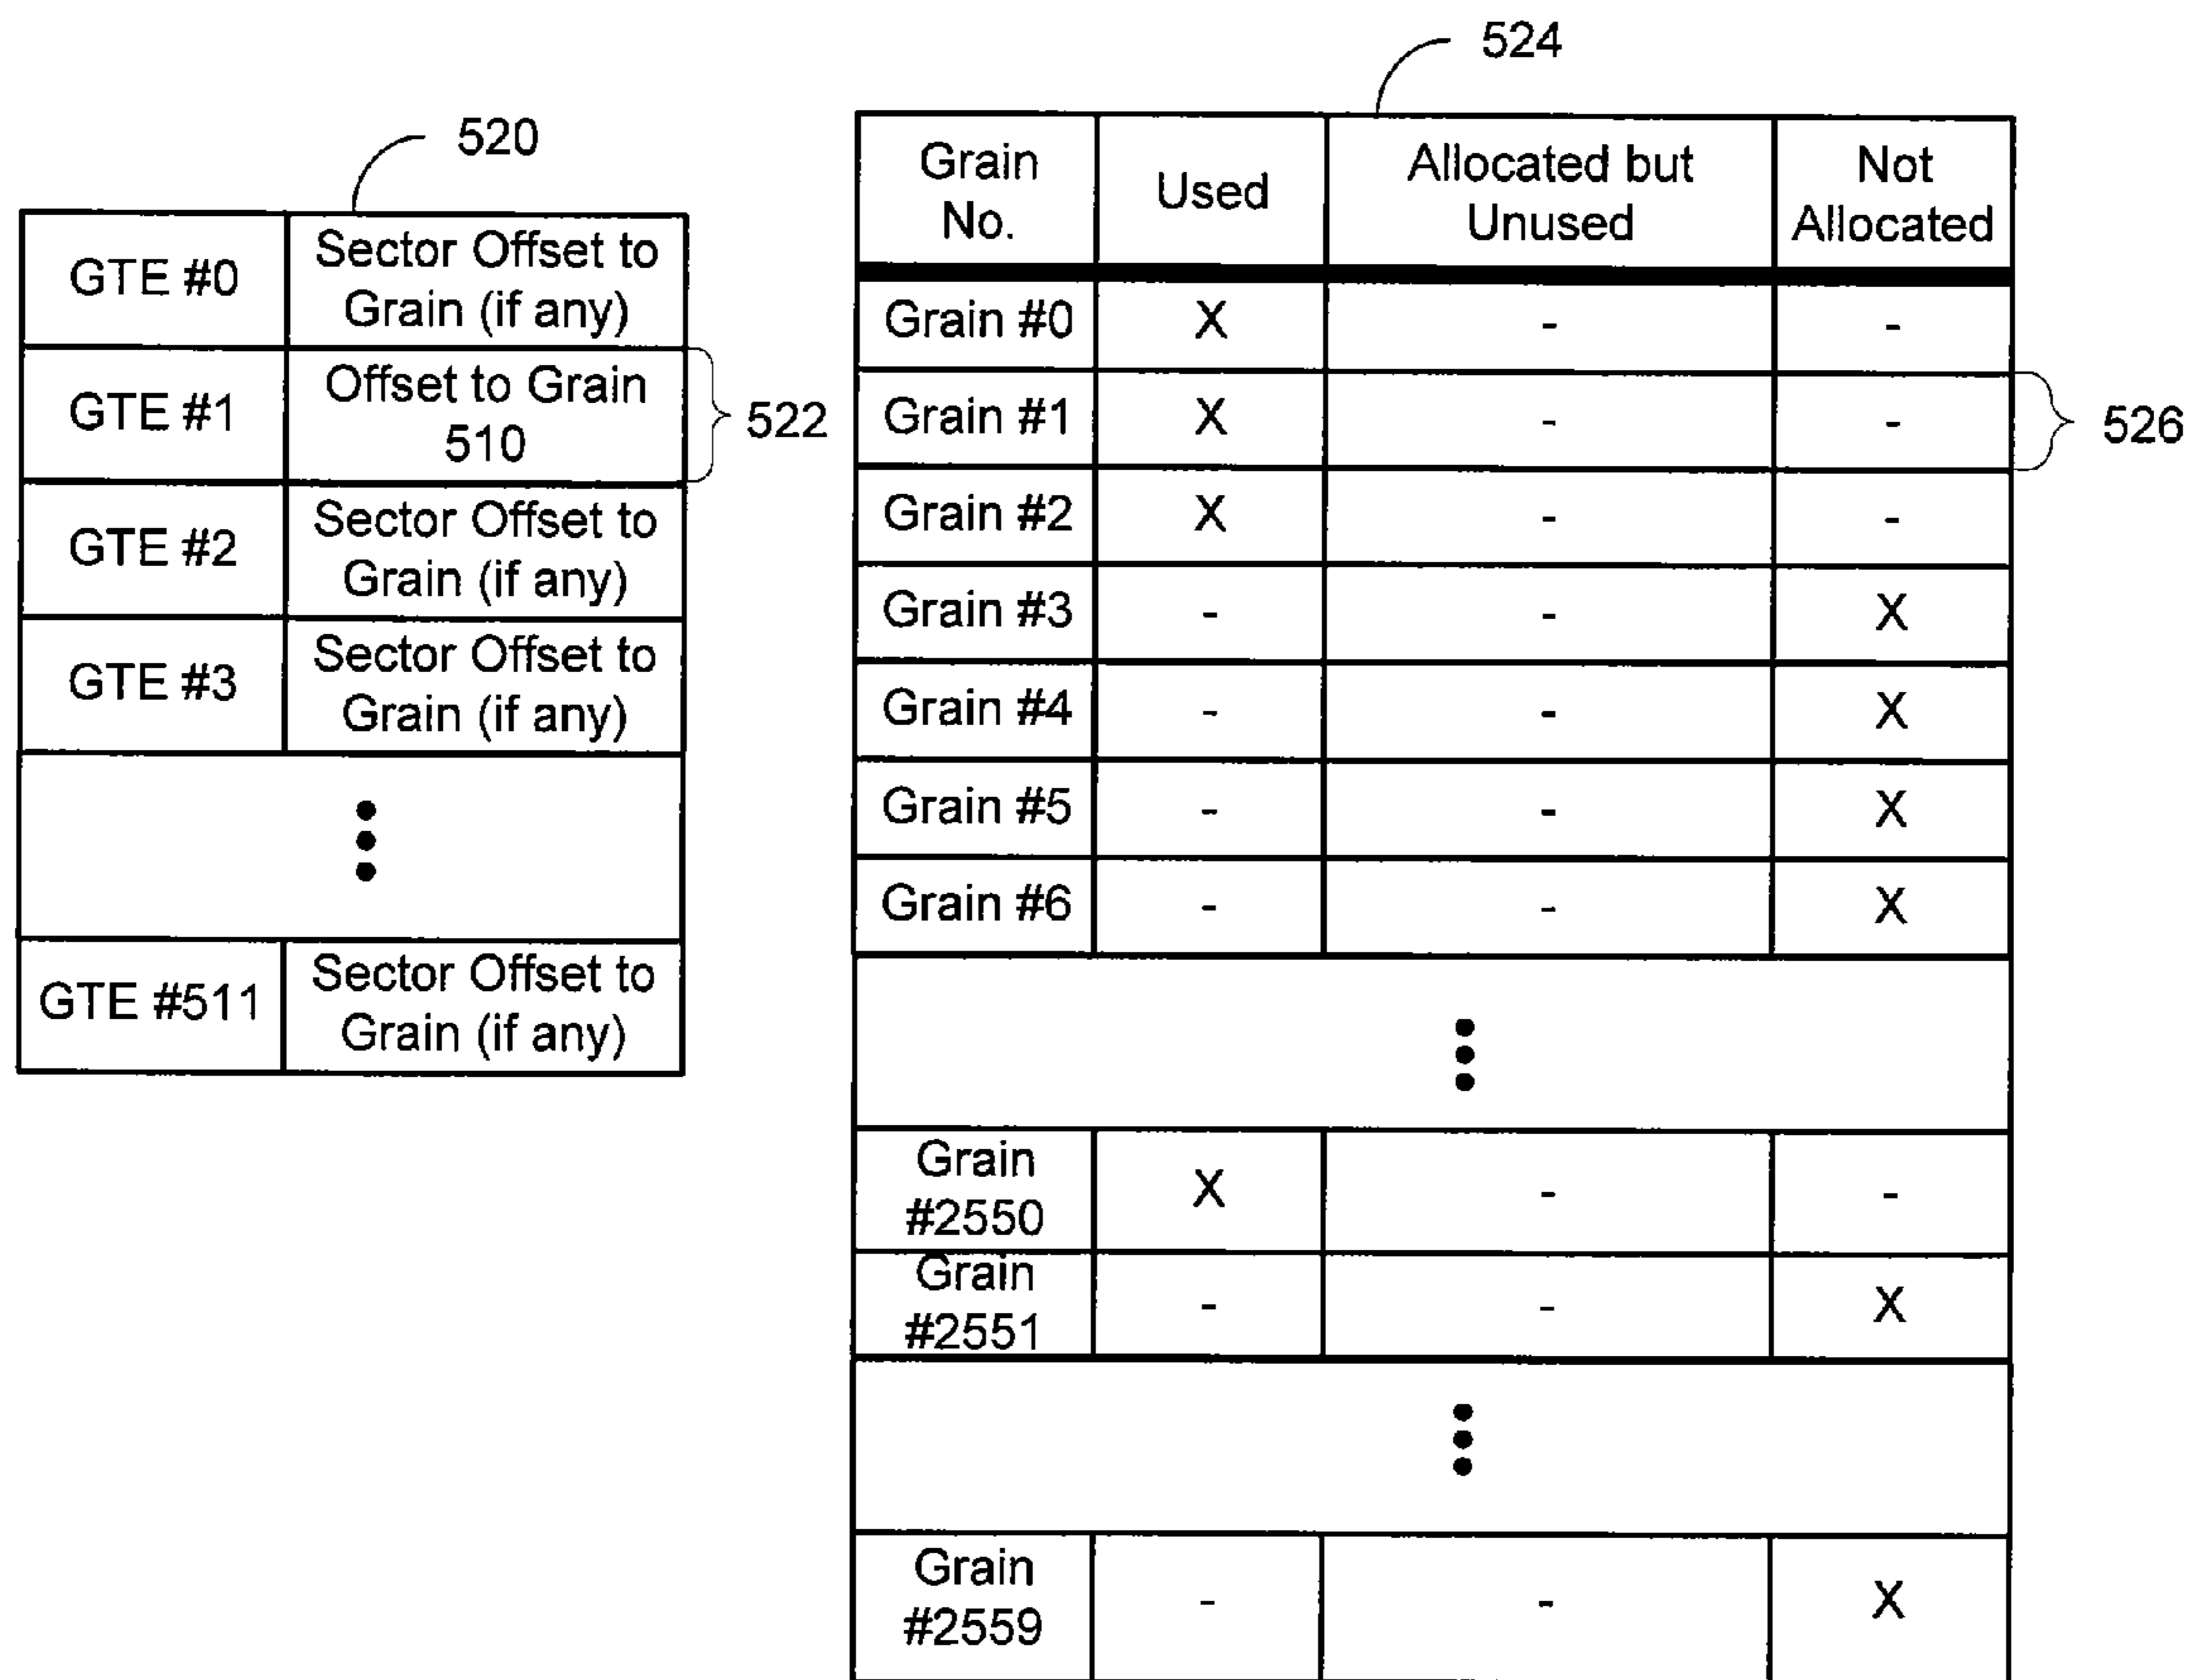 520
GTE #0
Sector Offset to
Grain (if any)
GTE #1
Offset to Grain
510
522
GTE #2
Sector Offset to
Grain (if any)
GTE #3
Sector Offset to
Grain (if any)
GTE #511
Sector Offset to
Grain (if any)
524
Grain
No.
Used
Allocated but
Unused
Not
Allocated
Grain #0 X - -
Grain #1 X - -
526
Grain #2 X - -
Grain #3 - - X
Grain #4 - - X
Grain #5 - - X
Grain #6 - - X
Grain
#2550
X - -
Grain
#2551
- - X
Grain
#2559
- - X